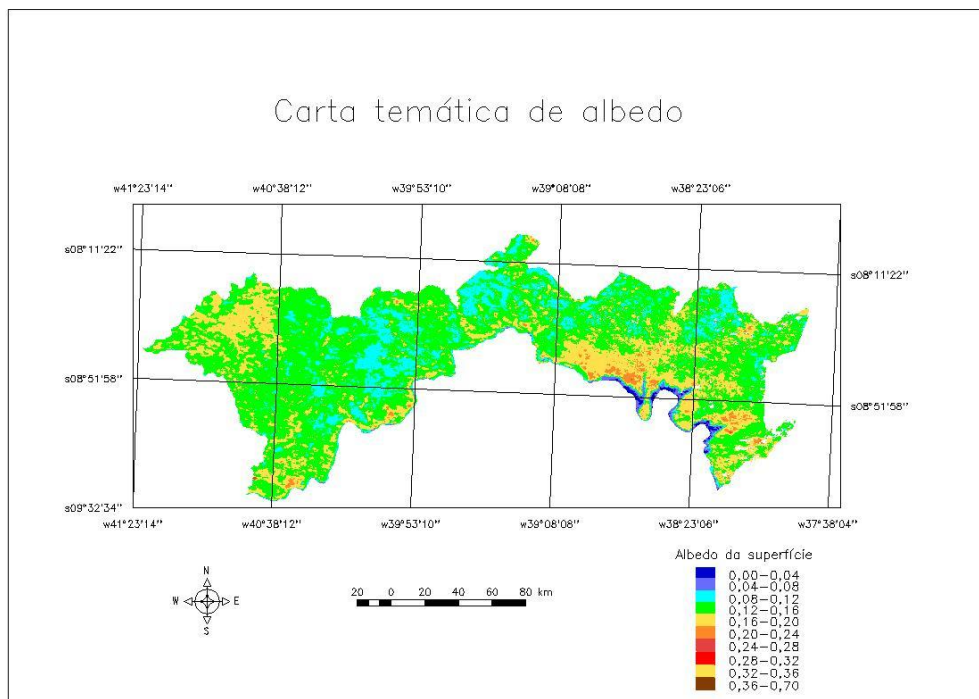 Carta temática de albedo
w41°23'14'' w40°38'12'' w39°53'10'' w39°08'08'' w38°23'06''
s08°11'22''
s08°11'22''
s08°51'58''
s08°51'58''
s09°32'34''
w41°23'14'' w40°38'12'' w39°53'10'' w39°08'08'' w38°23'06'' w37°38'04''
Albedo da superfície
N
W E
S
20 0 20 40 60 80 km
0,00-0,04
0,04-0,08
0,08-0,12
0,12-0,16
0,16-0,20
0,20-0,24
0,24-0,28
0,28-0,32
0,32-0,36
0,36-0,70